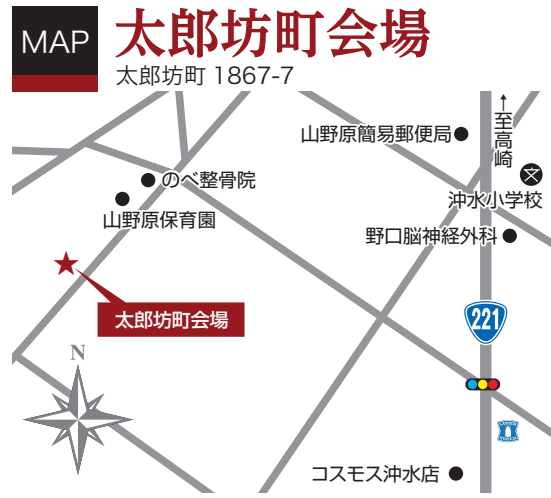 MAP
太郎坊町会場
太郎坊町 1867-7
↑至高崎
山野原簡易郵便局
文
沖水小学校
のべ整骨院
山野原保育園
野口脳神経外科
太郎坊町会場
221
N
コスモス沖水店